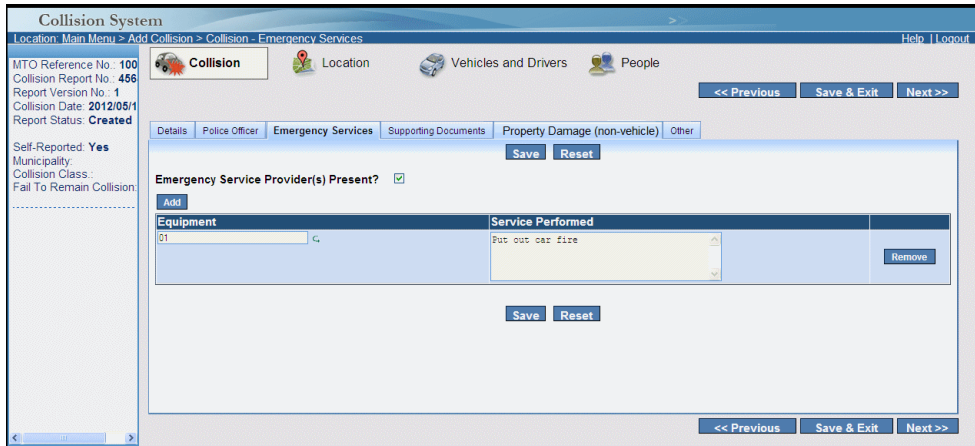 Collision System
Location: Main Menu > Add Collision > Collision - Emergency Services
Help | Logout
MTO Reference No.: 100
Collision Report No.: 456
Report Version No.: 1
Collision Date: 2012/05/1
Report Status: Created
Self-Reported: Yes
Municipality:
Collision Class.:
Fail To Remain Collision:
Collision
Location
Vehicles and Drivers
People
<< Previous
Save & Exit
Next >>
Details
Police Officer
Emergency Services
Supporting Documents
Property Damage (non-vehicle)
Other
Save
Reset
Emergency Service Provider(s) Present?
Add
Equipment
Service Performed
01
Put out car fire
Remove
Save
Reset
<< Previous
Save & Exit
Next >>